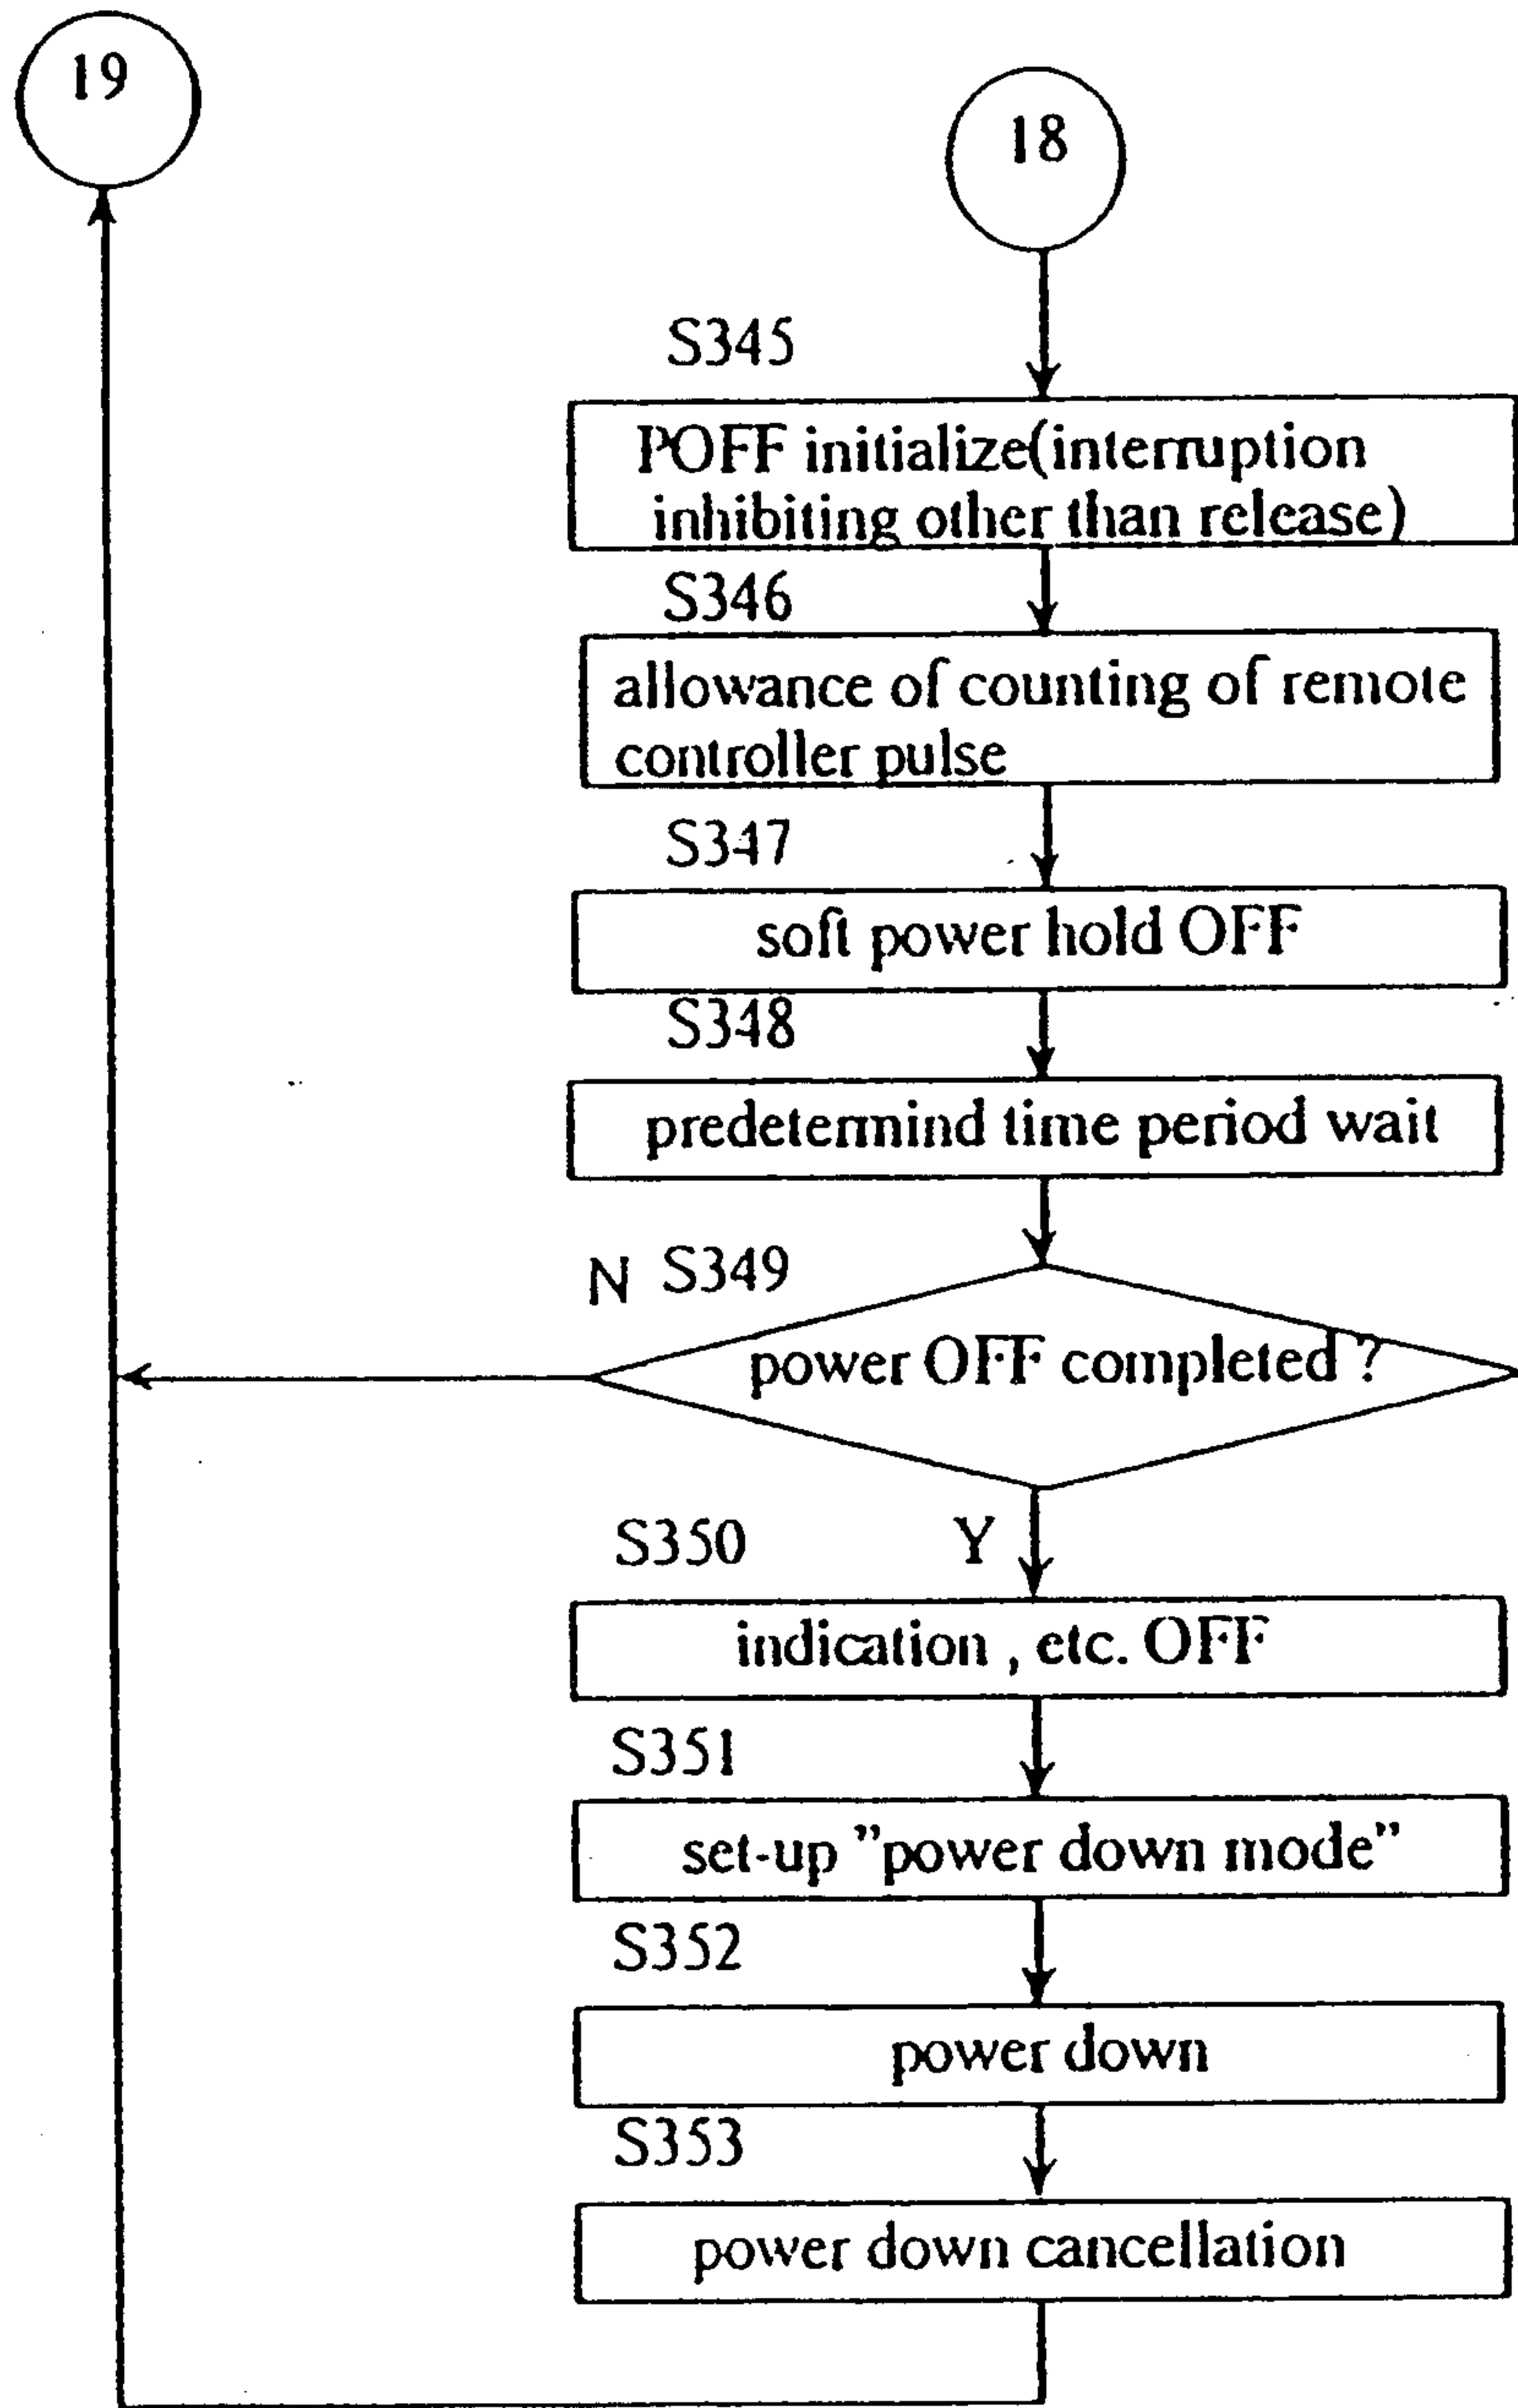 19
18
S345
POFF initialize(interruption
inhibiting other than release)
S346
allowance of counting of remote
controller pulse
S347
soft power hold OFF
S348
predetermind time period wait
N S349
power OFF completed ?
S350 Y
indication , etc. OFF
S351
set-up "power down mode"
S352
power down
S353
power down cancellation